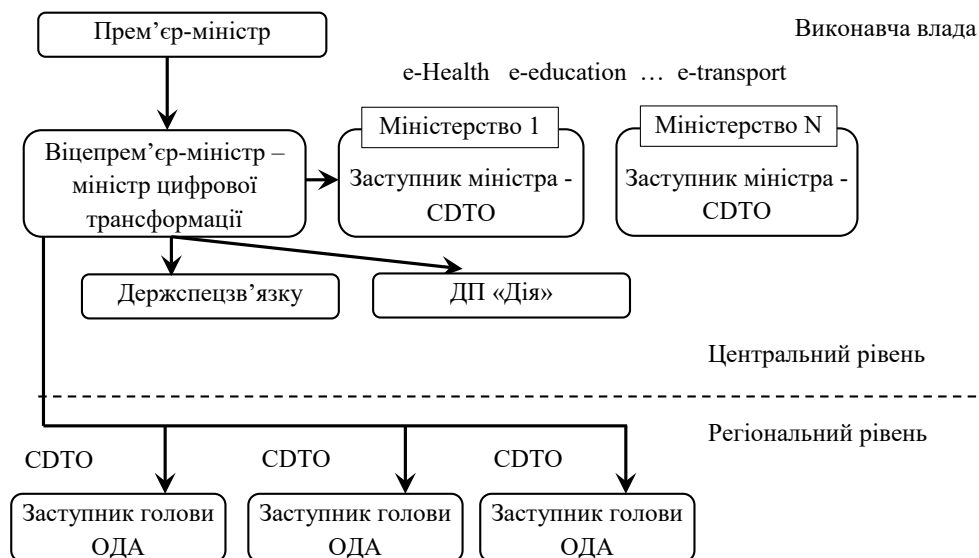 Прем’єр-міністр
Виконавча влада
e-Health e-education … e-transport
Міністерство 1
Міністерство N
Віцепрем’єр-міністр –
міністр цифрової
трансформації
Заступник міністра -
CDTO
Заступник міністра -
CDTO
Держспецзв’язку
ДП «Дія»
Центральний рівень
Регіональний рівень
CDTO
CDTO
CDTO
Заступник голови
ОДА
Заступник голови
ОДА
Заступник голови
ОДА